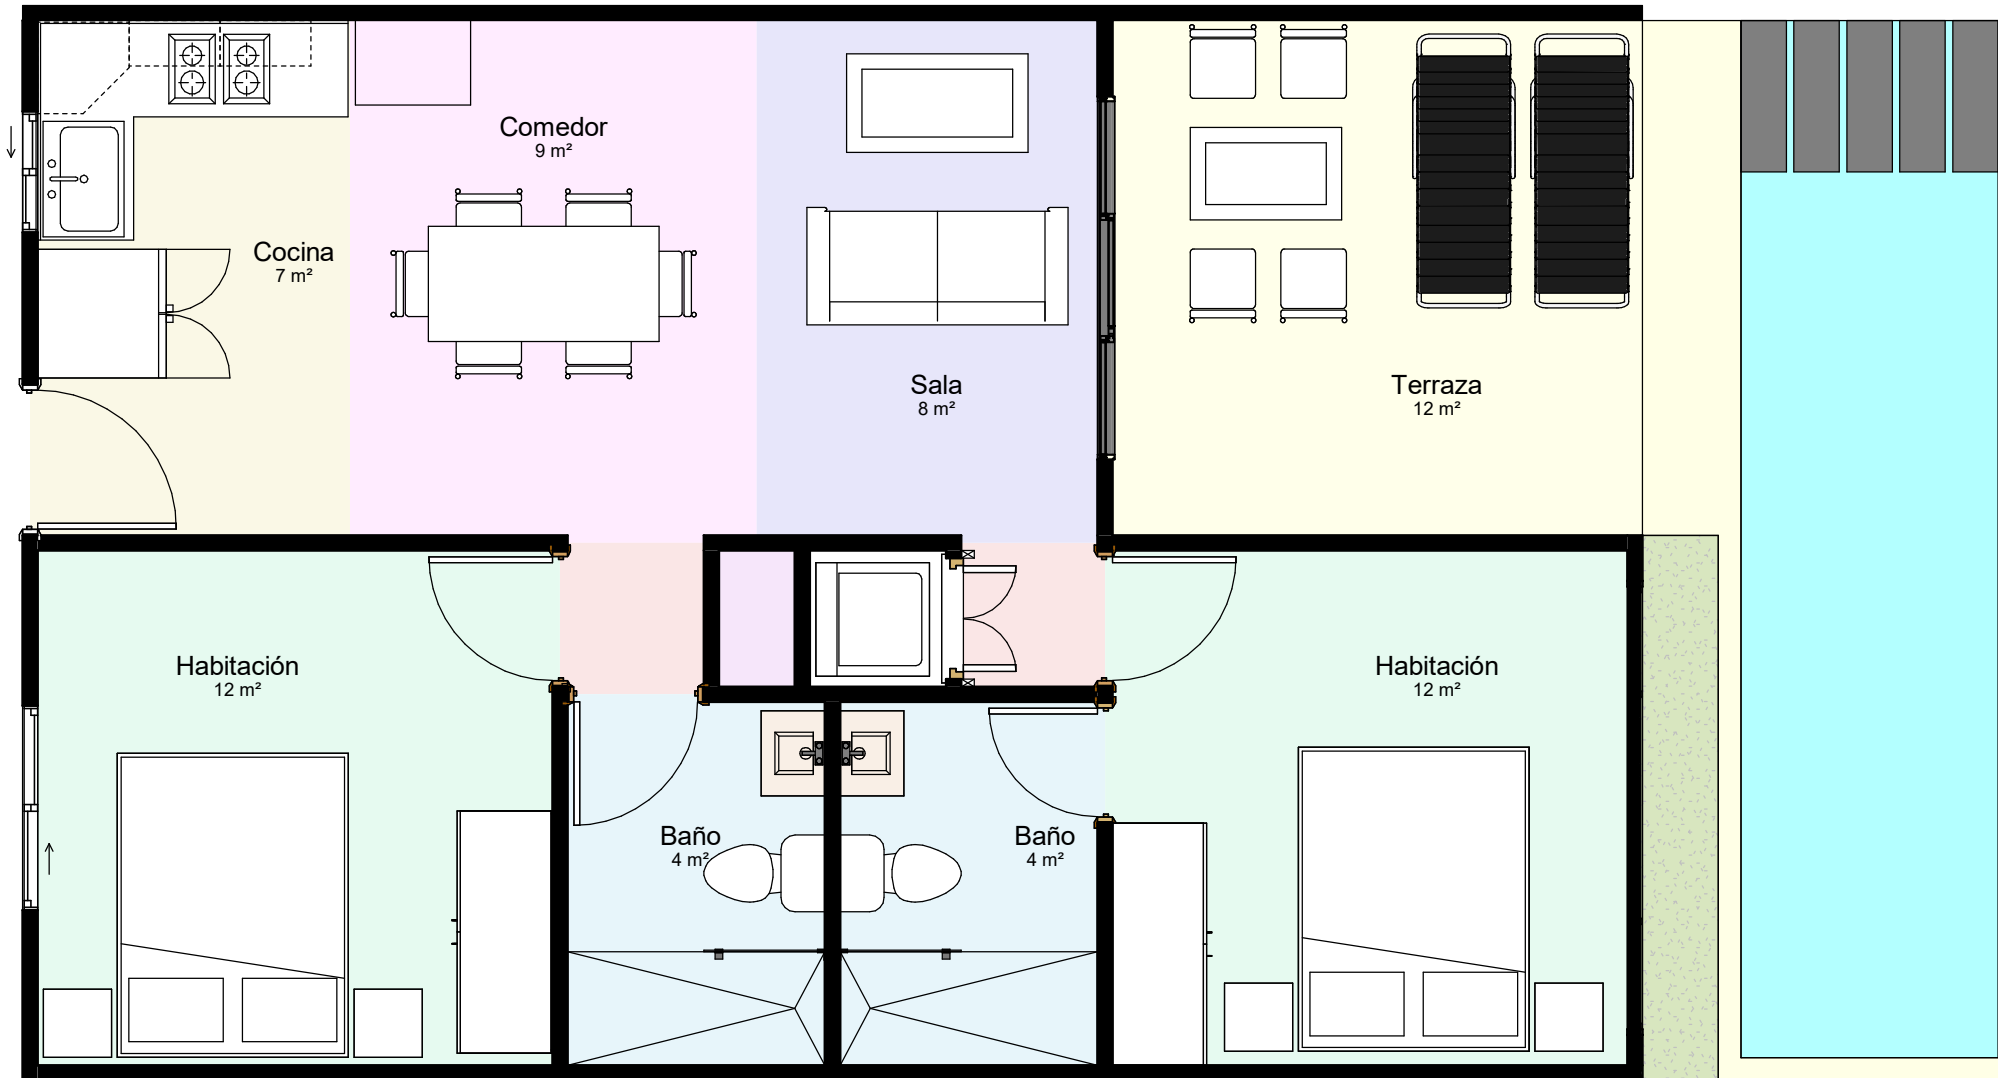 Comedor
9 m²
Cocina
7 m²
Sala
8 m²
Terraza
12 m²
Habitación
12 m²
Habitación
12 m²
Baño
4 m²
Baño
4 m²